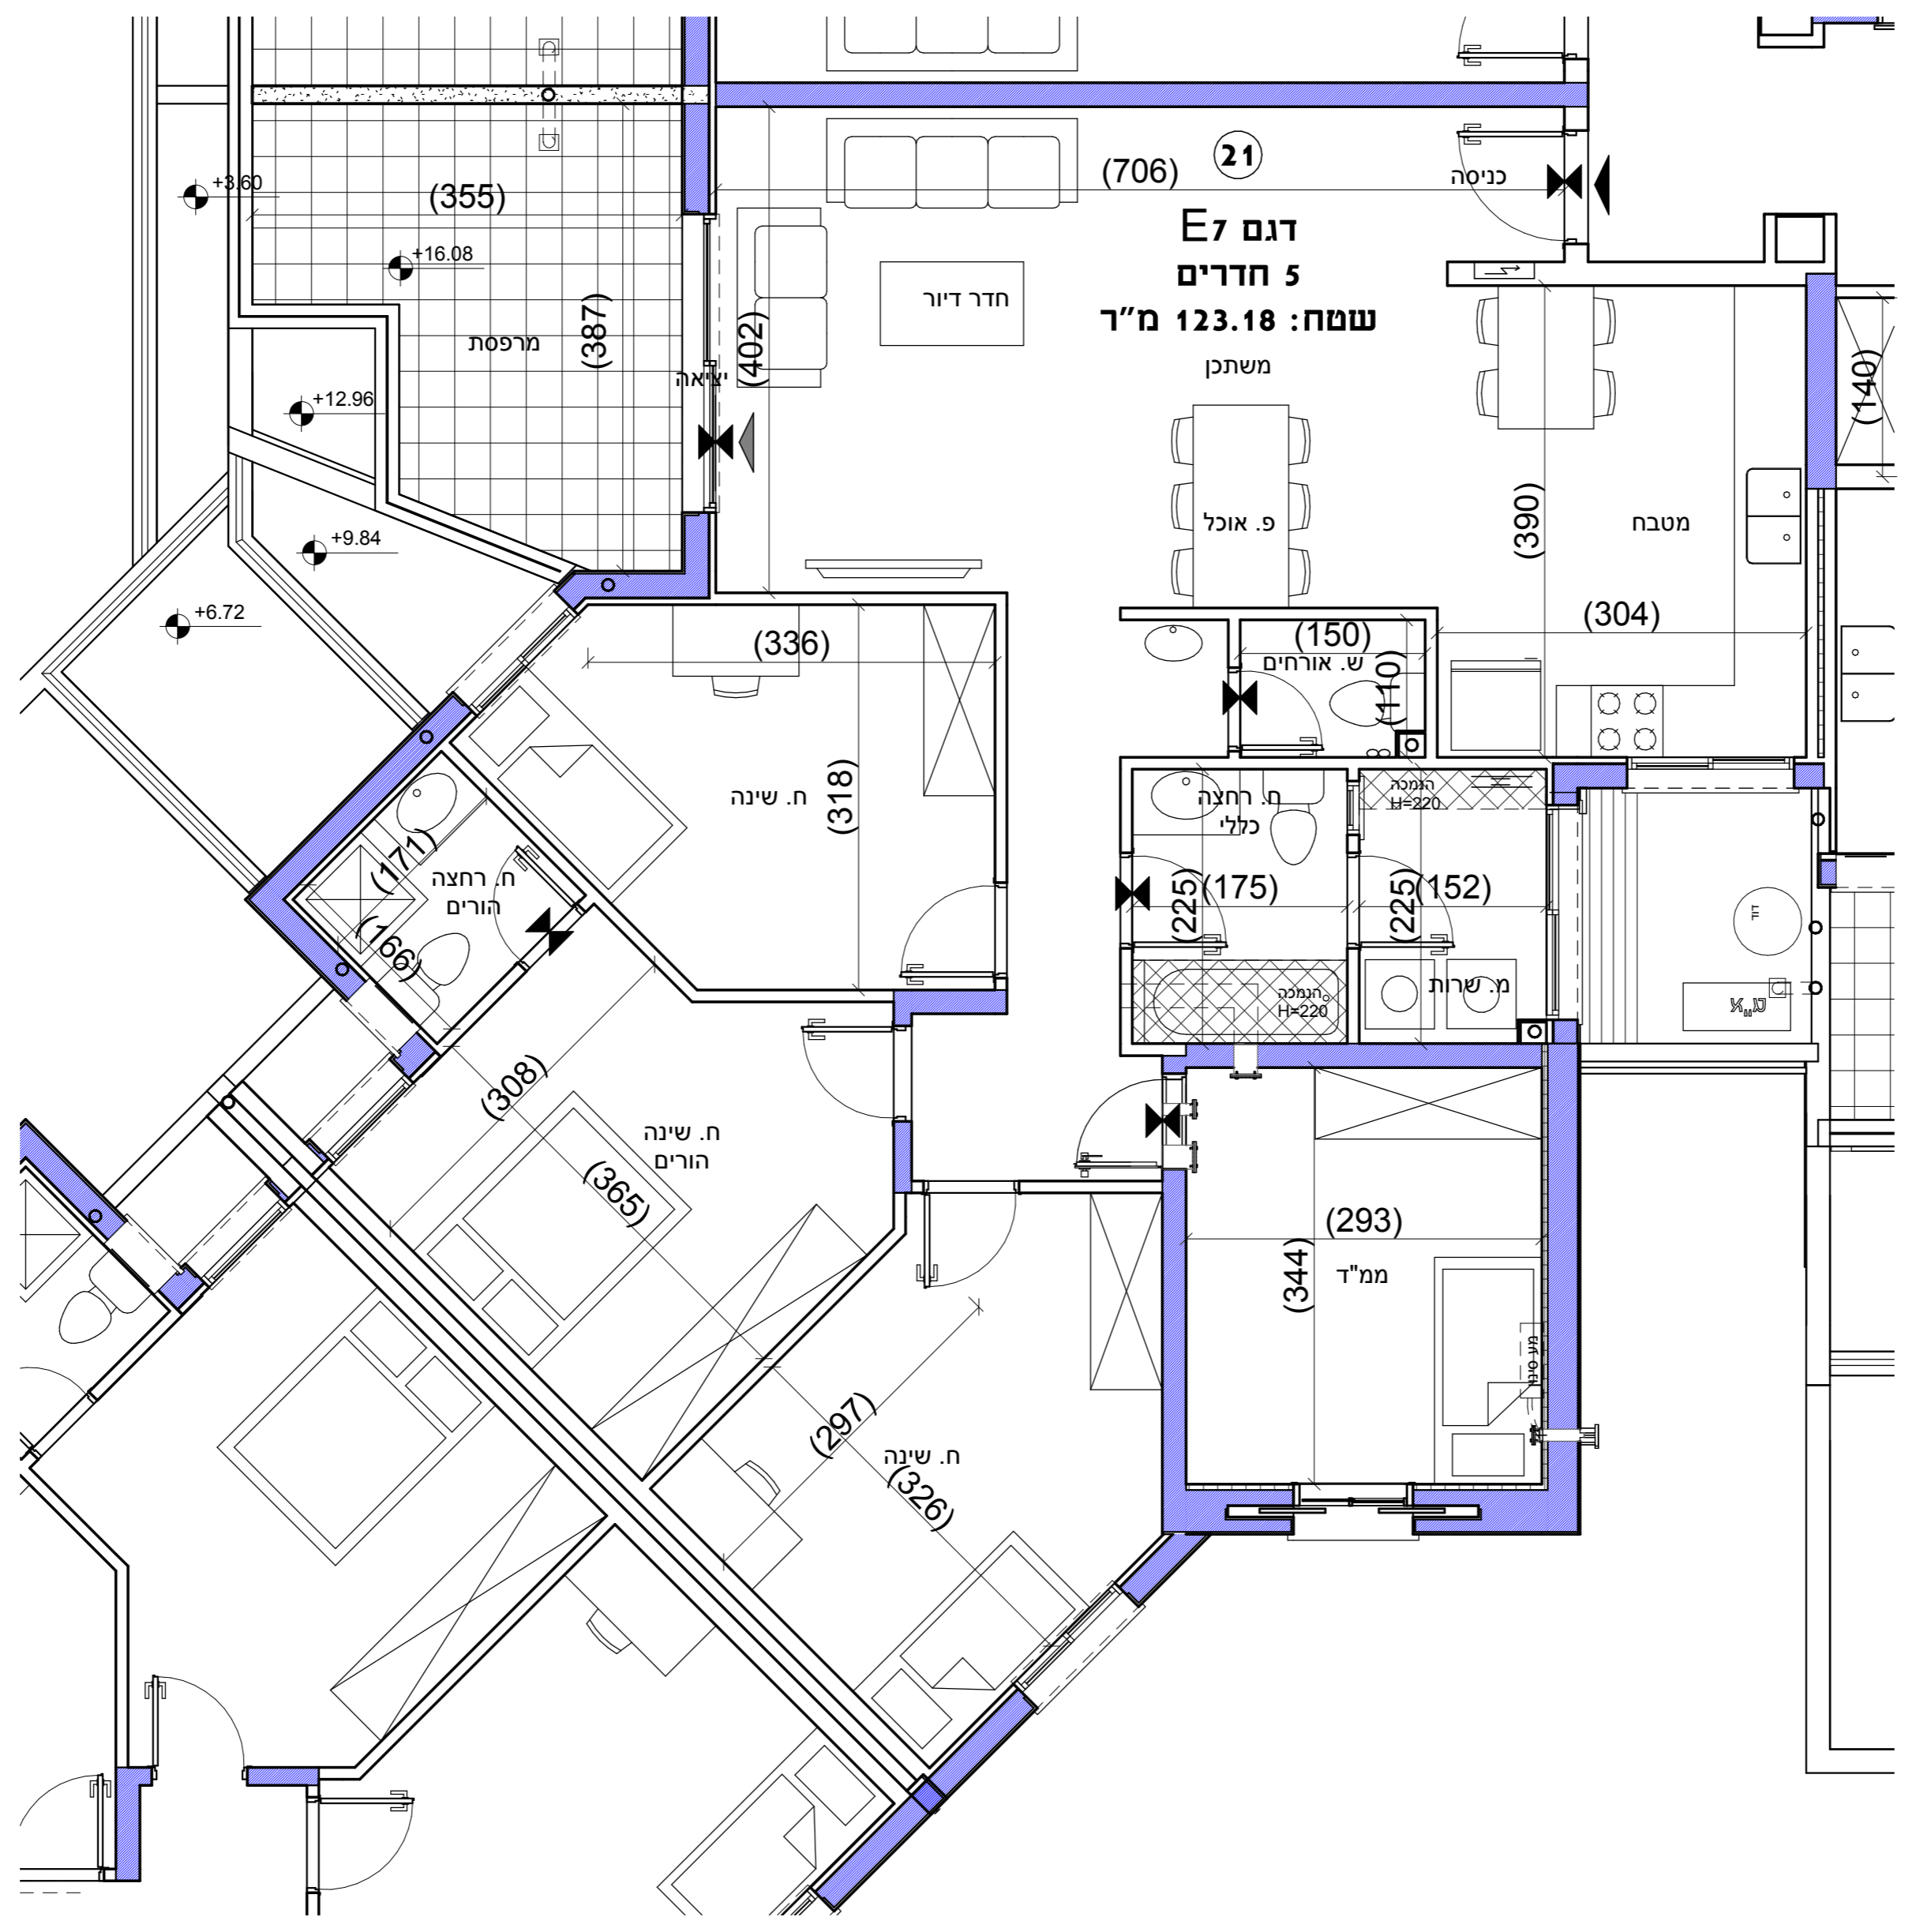 +3.60
(355)
+16.08
(387)
מרפסת
+12.96
+9.84
+6.72
יציאה
(402)
(706)
21
כניסה
דגם E7
5 חדרים
שטח: 123.18 מ"ר
משתכן
חדר דיור
פ. אוכל
(390)
מטבח
(140)
(304)
(150)
ש. אורחים
(110)
(336)
ח. שינה
(318)
ח. רחצה
כללי
(225)
(175)
הנמכה
H=220
(225)
(152)
הנמכה
H=220
מ. שרות
דוד
(171)
ח. רחצה
הורים
(166)
(308)
ח. שינה
הורים
(365)
(293)
(344)
ממ"ד
(297)
ח. שינה
(326)